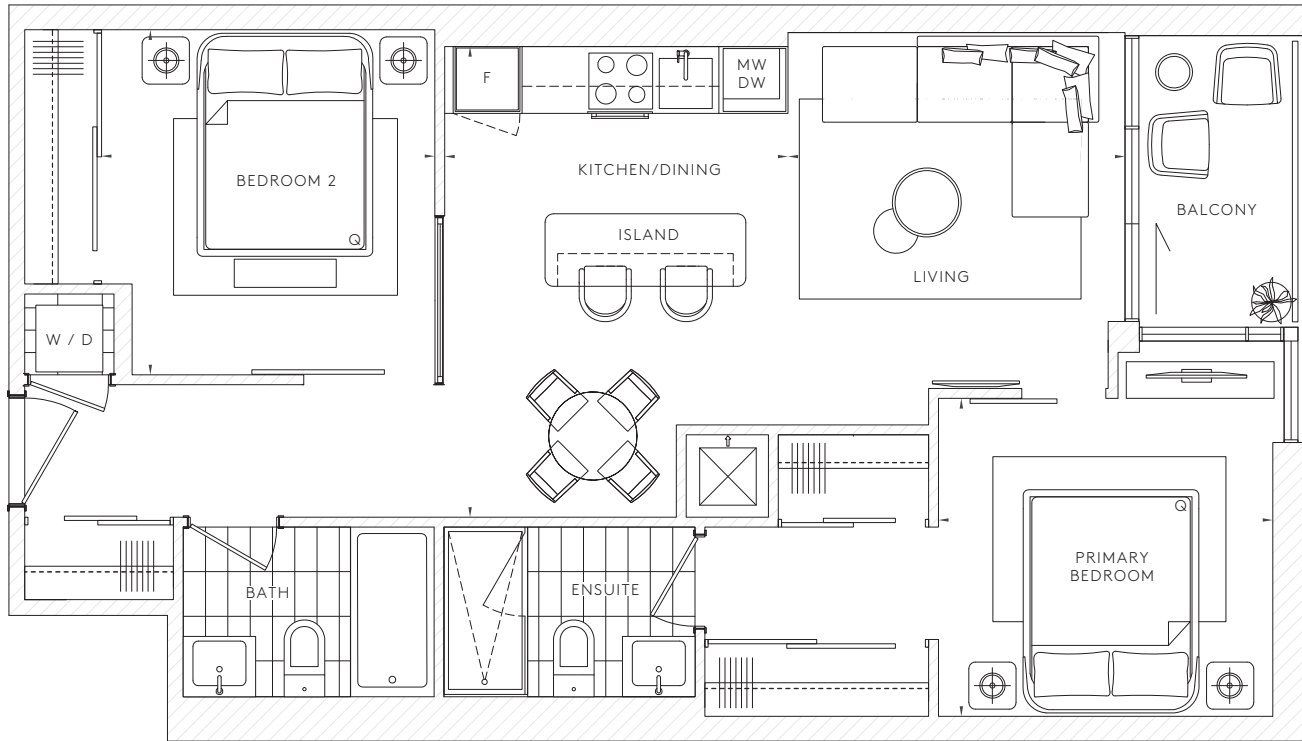 F
MW
DW
KITCHEN/DINING
BEDROOM 2
Q
ISLAND
BALCONY
LIVING
W / D
BATH
ENSUITE
Q
PRIMARY
BEDROOM